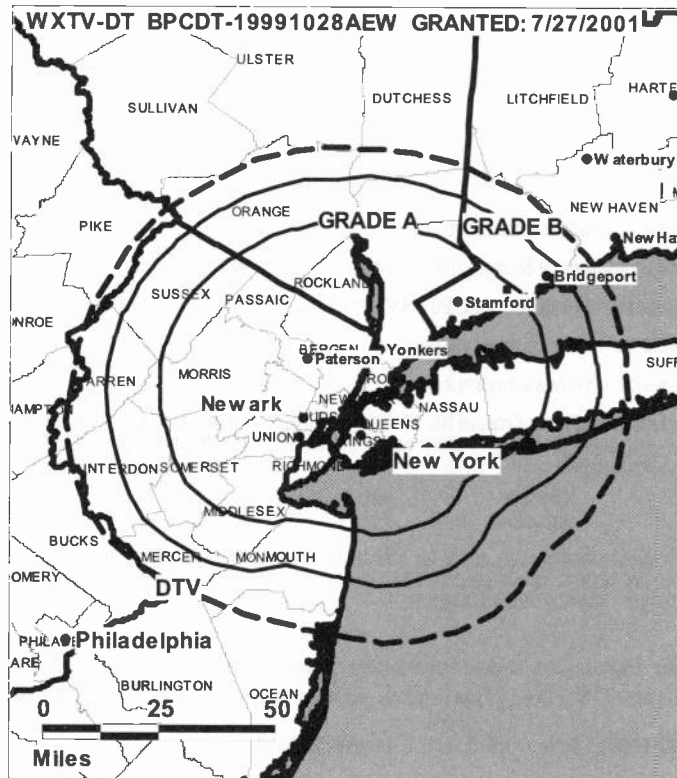 WXTV-DT BPCDT-19991028AEW GRANTED: 7/27/2001
ULSTER
SULLIVAN
DUTCHESS
LITCHFIELD
WAYNE
Waterbury
NEW HAVEN
ORANGE
GRADE A
GRADE B
PIKE
Bridgeport
ROCKLAND
SUSSEX
PASSAIC
Stamford
BERGEN
Yonkers
Paterson
MORRIS
Newark
NASSAU
QUEENS
UNION
HUNTERDON
SOMERSET
RICHMOND
New York
MIDDLESEX
BUCKS
MERCER
MONMOUTH
DTV
Philadelphia
BURLINGTON
OCEAN
0 25 50
Miles